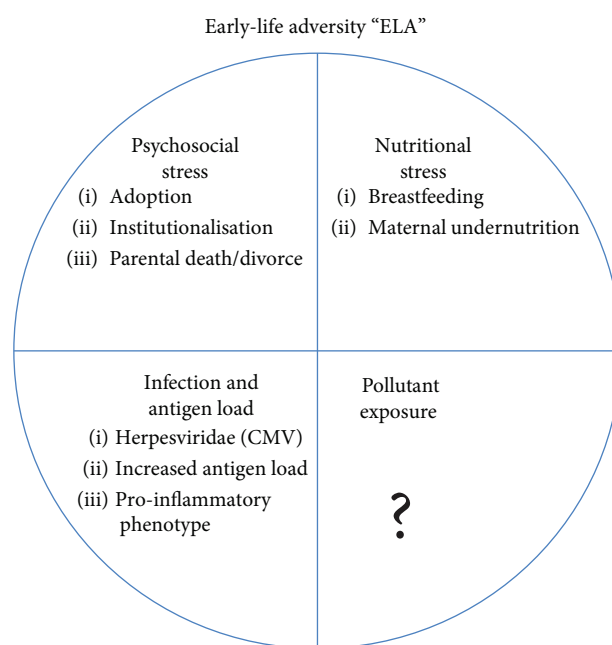 Early-life adversity “ELA”
Psychosocial
stress
(i) Adoption
(ii) Institutionalisation
(iii) Parental death/divorce
Nutritional
stress
(i) Breastfeeding
(ii) Maternal undernutrition
Infection and
antigen load
(i) Herpesviridae (CMV)
(ii) Increased antigen load
(iii) Pro-inflammatory
phenotype
Pollutant
exposure
?